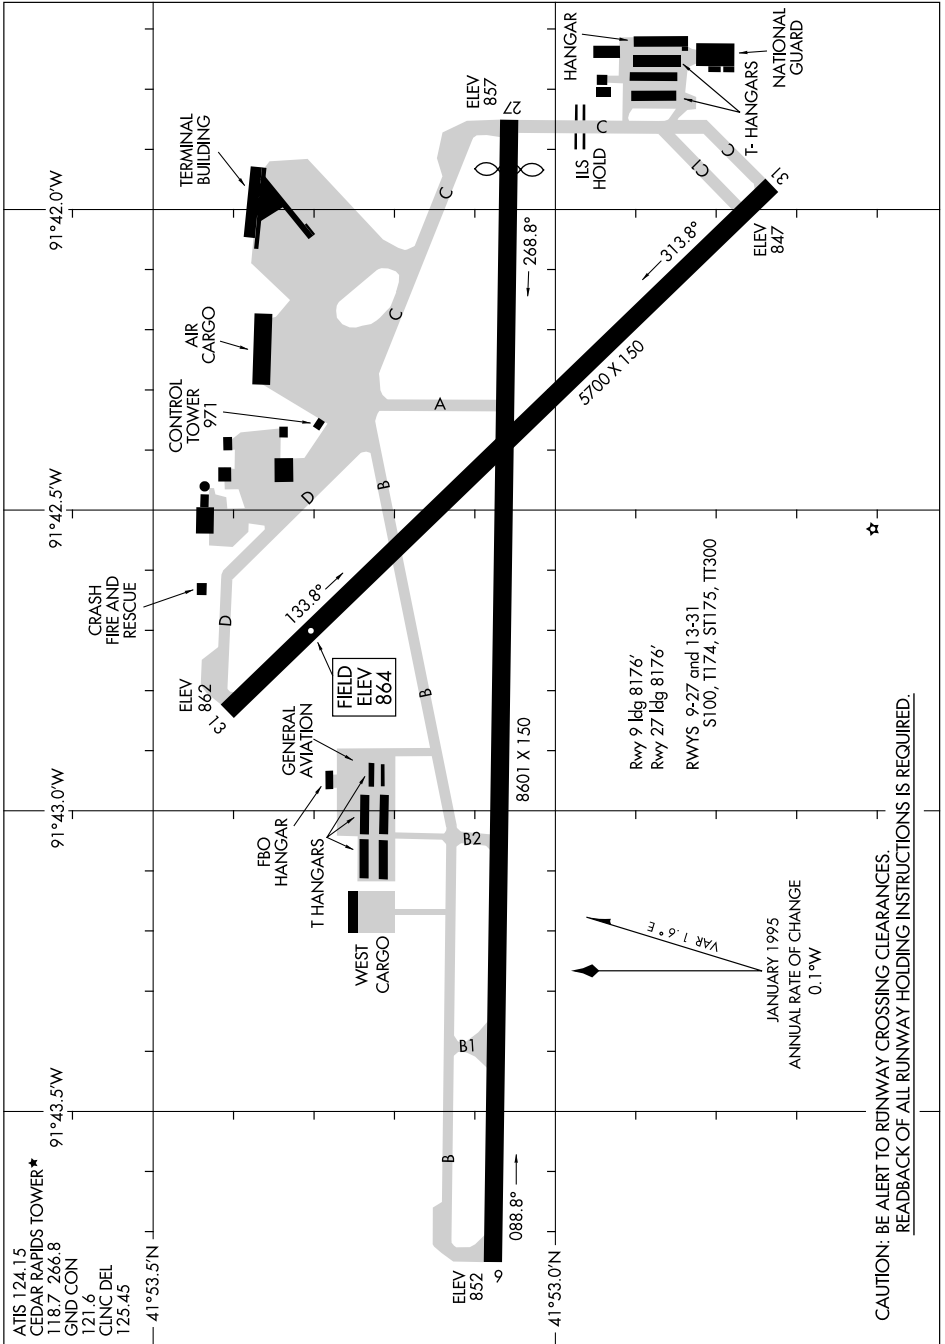 ATIS 124.15
CEDAR RAPIDS TOWER★
118.7 266.8
GND CON
121.6
CLNC DEL
125.45
91°43.5'W
91°43.0'W
91°42.5'W
91°42.0'W
41°53.5'N
41°53.0'N
CRASH
FIRE AND
RESCUE
CONTROL
TOWER
971
AIR
CARGO
TERMINAL
BUILDING
ELEV
862
13
D
D
133.8°
FIELD
ELEV
864
GENERAL
AVIATION
FBO
HANGAR
T HANGARS
WEST
CARGO
B
B1
B2
B
B
A
C
C
ELEV
857
27
ELEV
852
9
088.8°
8601 X 150
268.8°
ILS
HOLD
C
C
C1
HANGAR
NATIONAL
GUARD
T- HANGARS
313.8°
5700 X 150
31
ELEV
847
VAR 1.6° E
JANUARY 1995
ANNUAL RATE OF CHANGE
0.1°W
Rwy 9 ldg 8176'
Rwy 27 ldg 8176'
RWYS 9-27 and 13-31
S100, T174, ST175, TT300
CAUTION: BE ALERT TO RUNWAY CROSSING CLEARANCES.
READBACK OF ALL RUNWAY HOLDING INSTRUCTIONS IS REQUIRED.